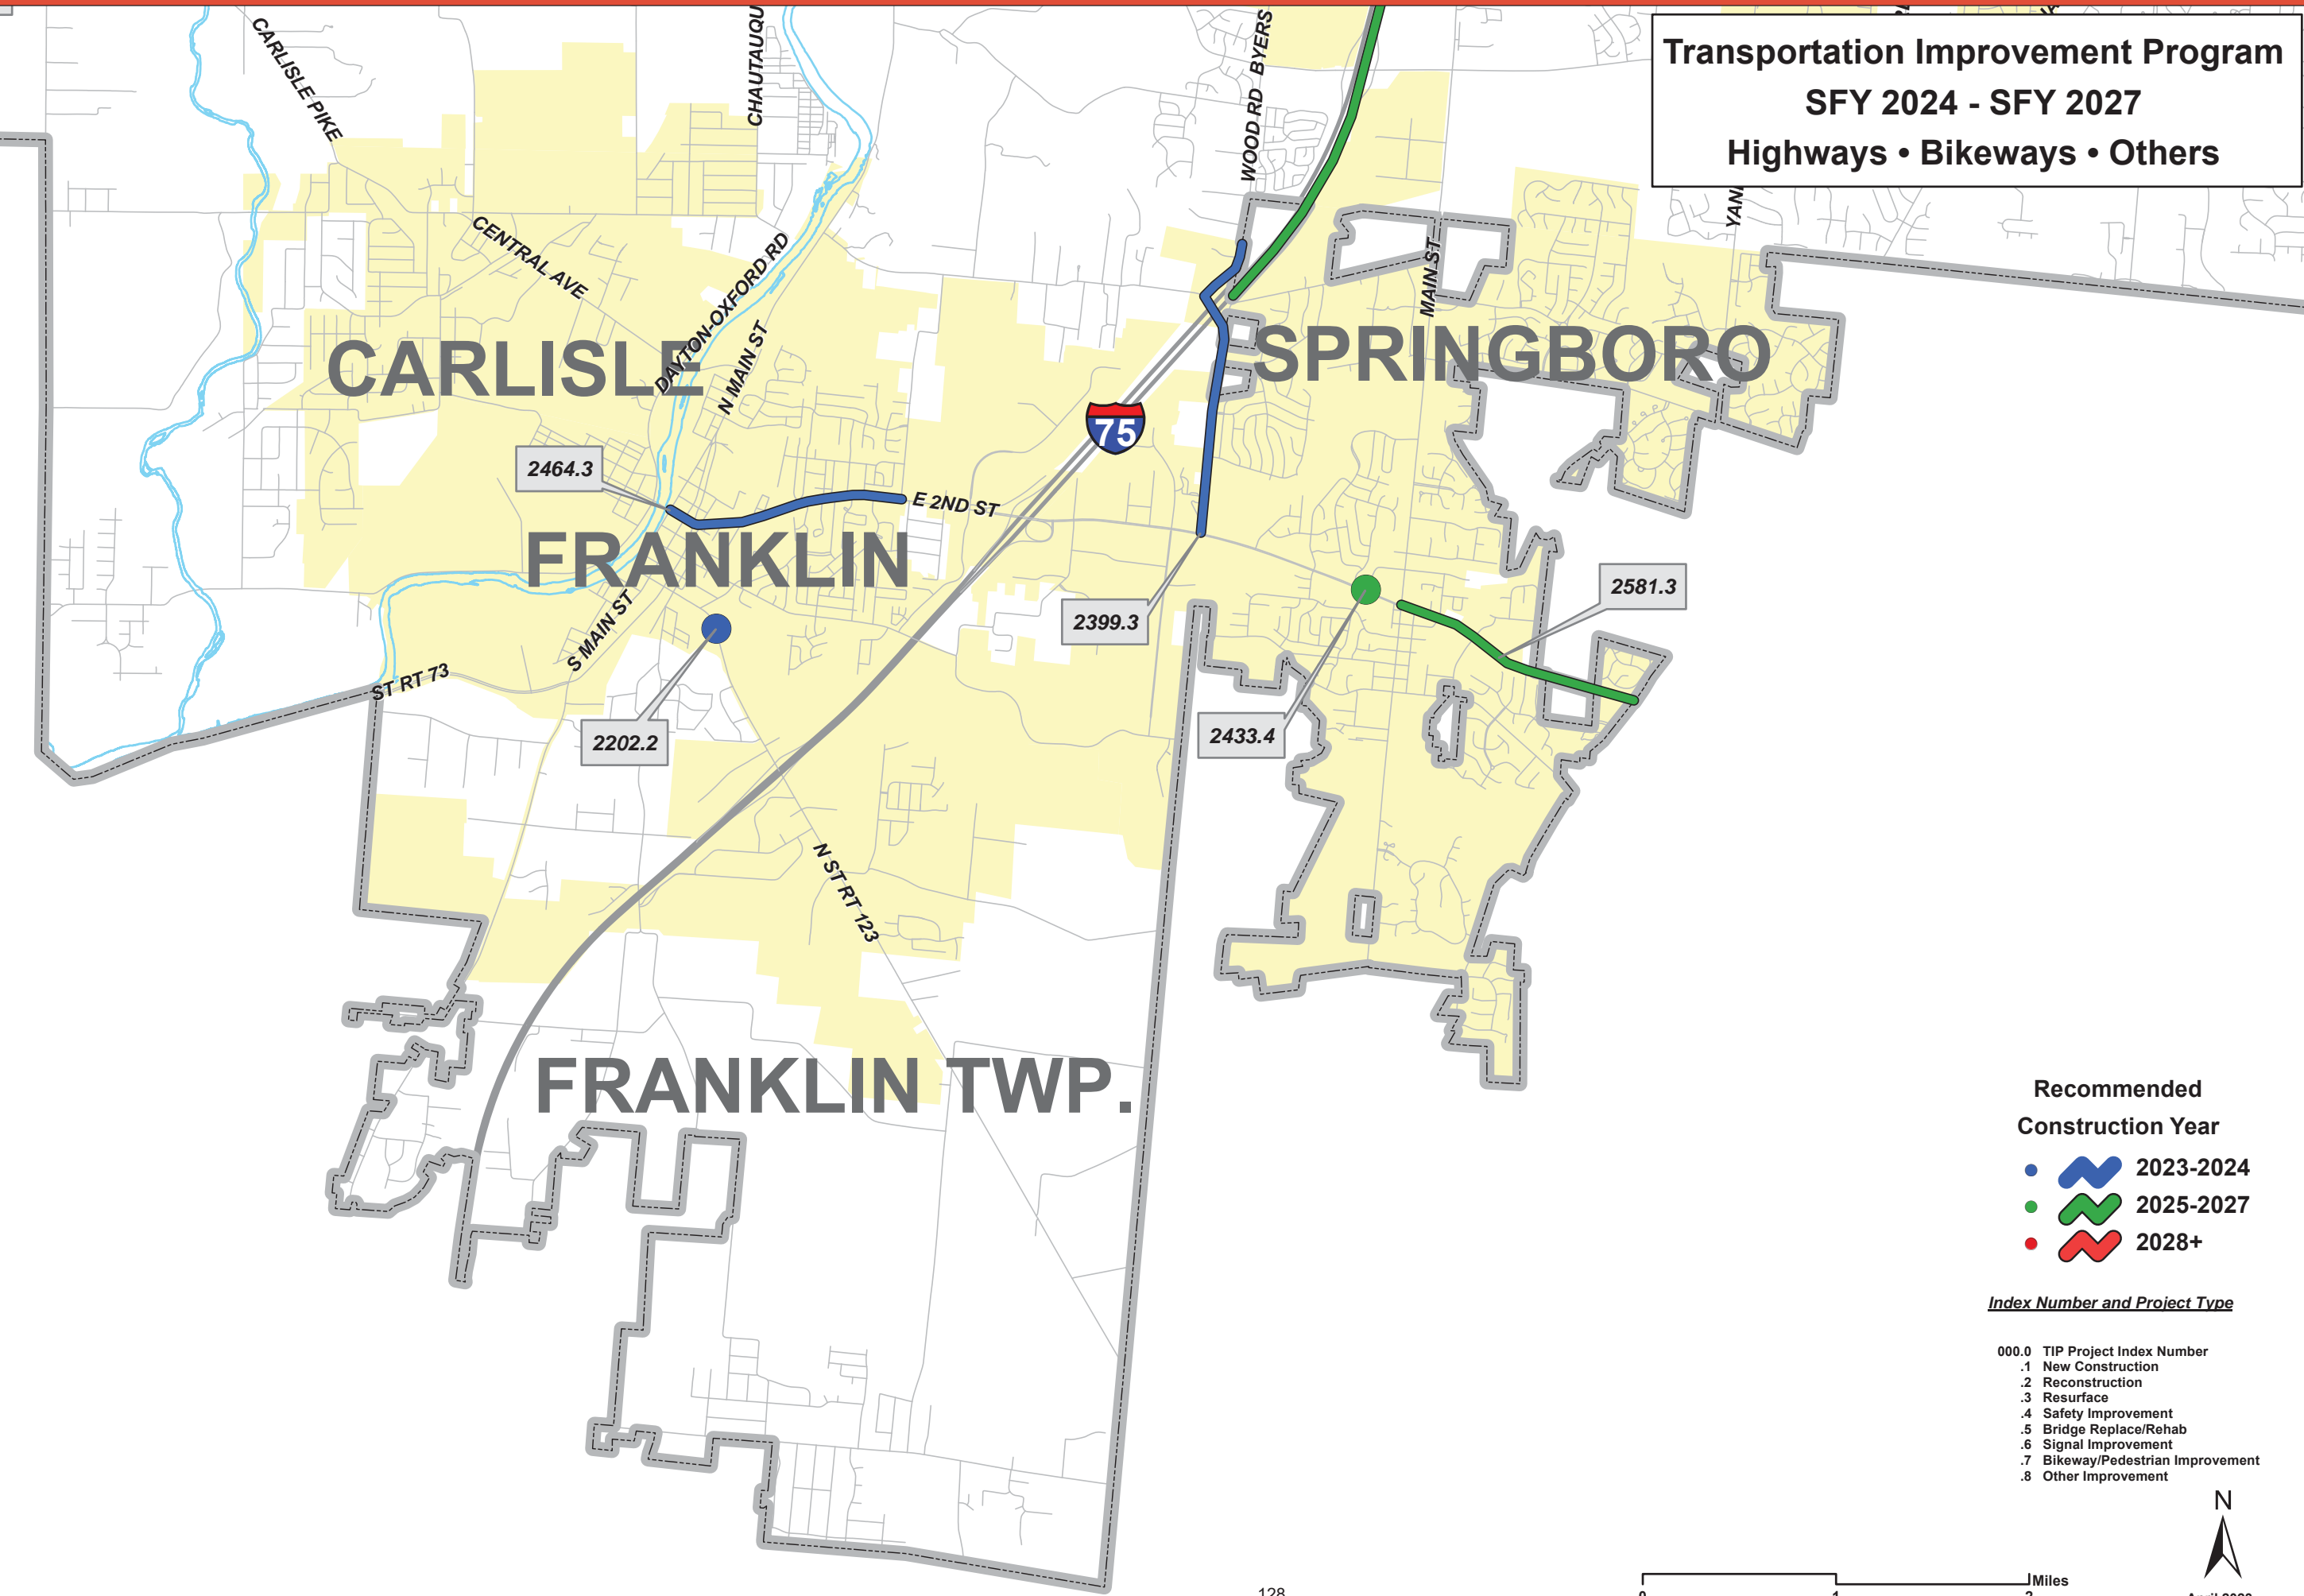 Transportation Improvement Program
SFY 2024 - SFY 2027
Highways • Bikeways • Others
CARLISLE PIKE
WOOD RD
BYERS
CENTRAL AVE
DAYTON-OXFORD RD
N MAIN ST
MAIN ST
CARLISLE
SPRINGBORO
75
2464.3
E 2ND ST
FRANKLIN
2399.3
2581.3
S MAIN ST
ST RT 73
2202.2
2433.4
N ST RT 123
FRANKLIN TWP.
Recommended
Construction Year
2023-2024
2025-2027
2028+
Index Number and Project Type
000.0 TIP Project Index Number
.1 New Construction
.2 Reconstruction
.3 Resurface
.4 Safety Improvement
.5 Bridge Replace/Rehab
.6 Signal Improvement
.7 Bikeway/Pedestrian Improvement
.8 Other Improvement
N
Miles
128